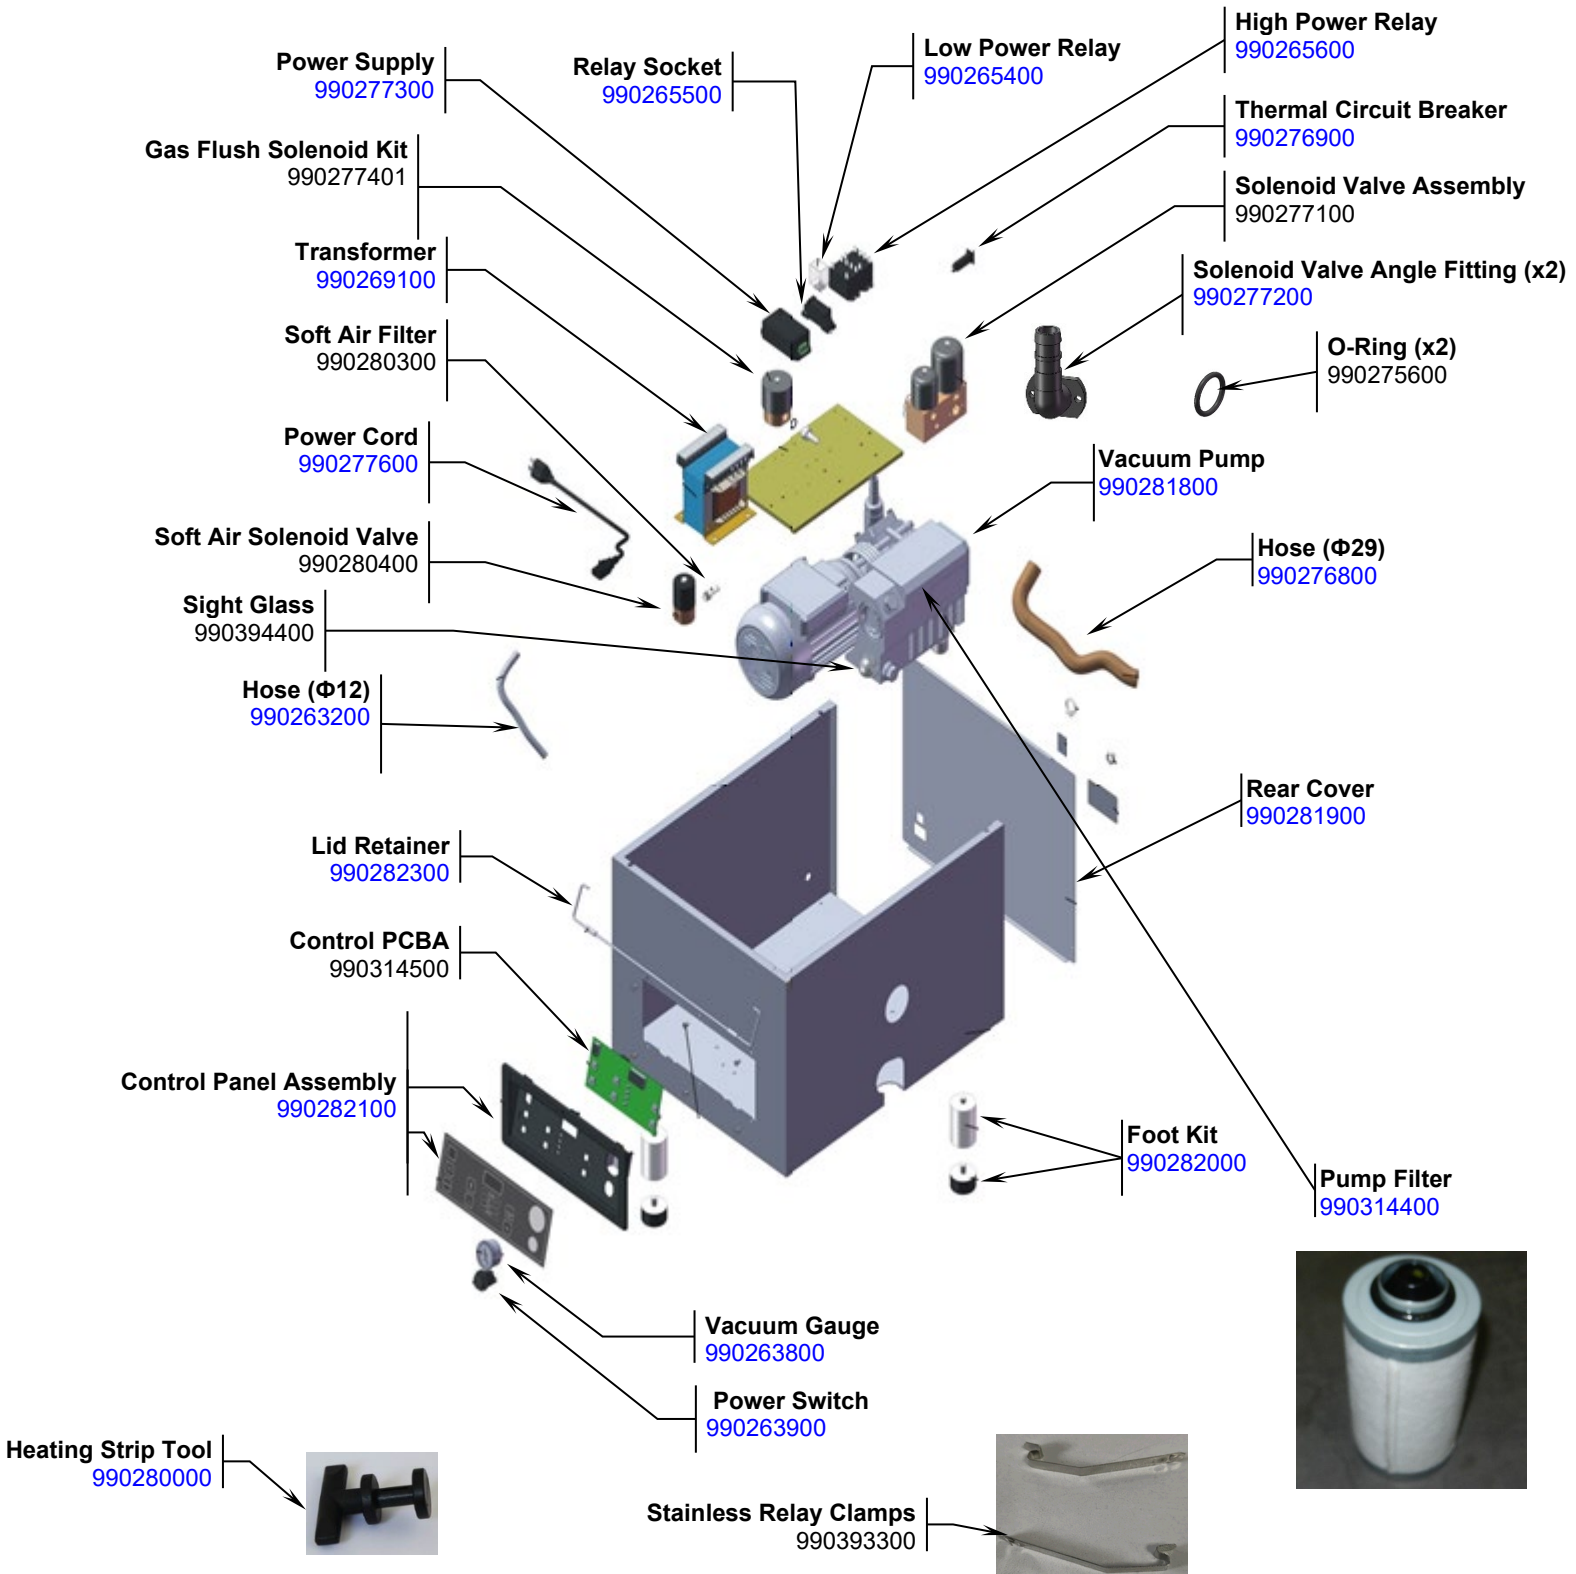 High Power Relay
990265600
Low Power Relay
990265400
Power Supply
990277300
Relay Socket
990265500
Thermal Circuit Breaker
990276900
Gas Flush Solenoid Kit
990277401
Solenoid Valve Assembly
990277100
Transformer
990269100
Solenoid Valve Angle Fitting (x2)
990277200
Soft Air Filter
990280300
O-Ring (x2)
990275600
Power Cord
990277600
Vacuum Pump
990281800
Soft Air Solenoid Valve
990280400
Hose (Φ29)
990276800
Sight Glass
990394400
Hose (Φ12)
990263200
Rear Cover
990281900
Lid Retainer
990282300
Control PCBA
990314500
Control Panel Assembly
990282100
Foot Kit
990282000
Pump Filter
990314400
Vacuum Gauge
990263800
Power Switch
990263900
Heating Strip Tool
990280000
Stainless Relay Clamps
990393300